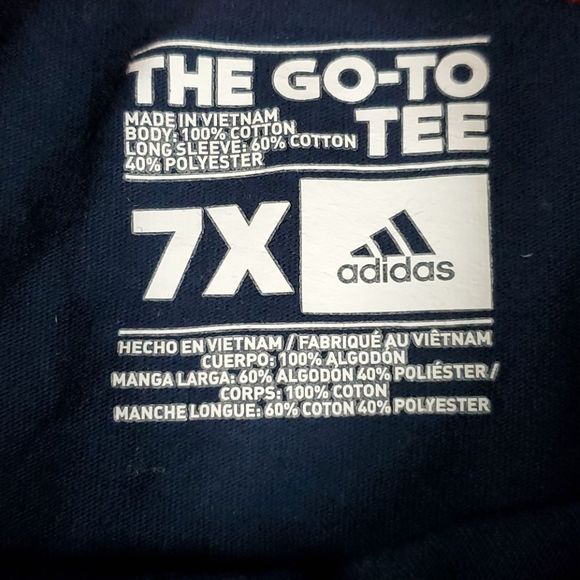 THE GO-TO
TEE
MADE IN VIETNAM
BODY: 100% COTTON
LONG SLEEVE: 60% COTTON
40% POLYESTER
7X
adidas
HECHO EN VIETNAM / FABRIQUÉ AU VIÊTNAM
CUERPO: 100% ALGODÓN
MANGA LARGA: 60% ALGODÓN 40% POLIÉSTER /
CORPS: 100% COTON
MANCHE LONGUE: 60% COTON 40% POLYESTER